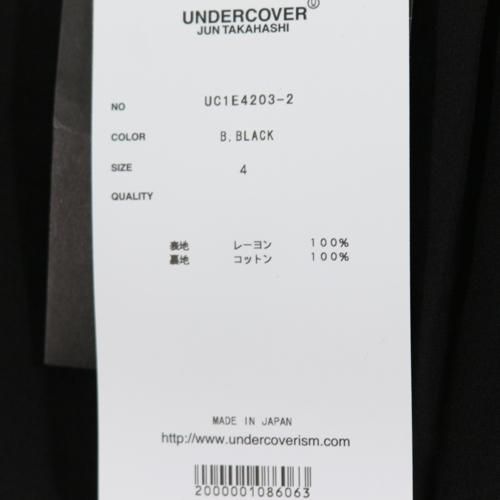 UNDERCOVER Ⓤ
JUN TAKAHASHI
NO UC1E4203-2
COLOR B.BLACK
SIZE 4
QUALITY
表地 レーヨン 100%
裏地 コットン 100%
MADE IN JAPAN
http://www.undercoverism.com
2000001086063